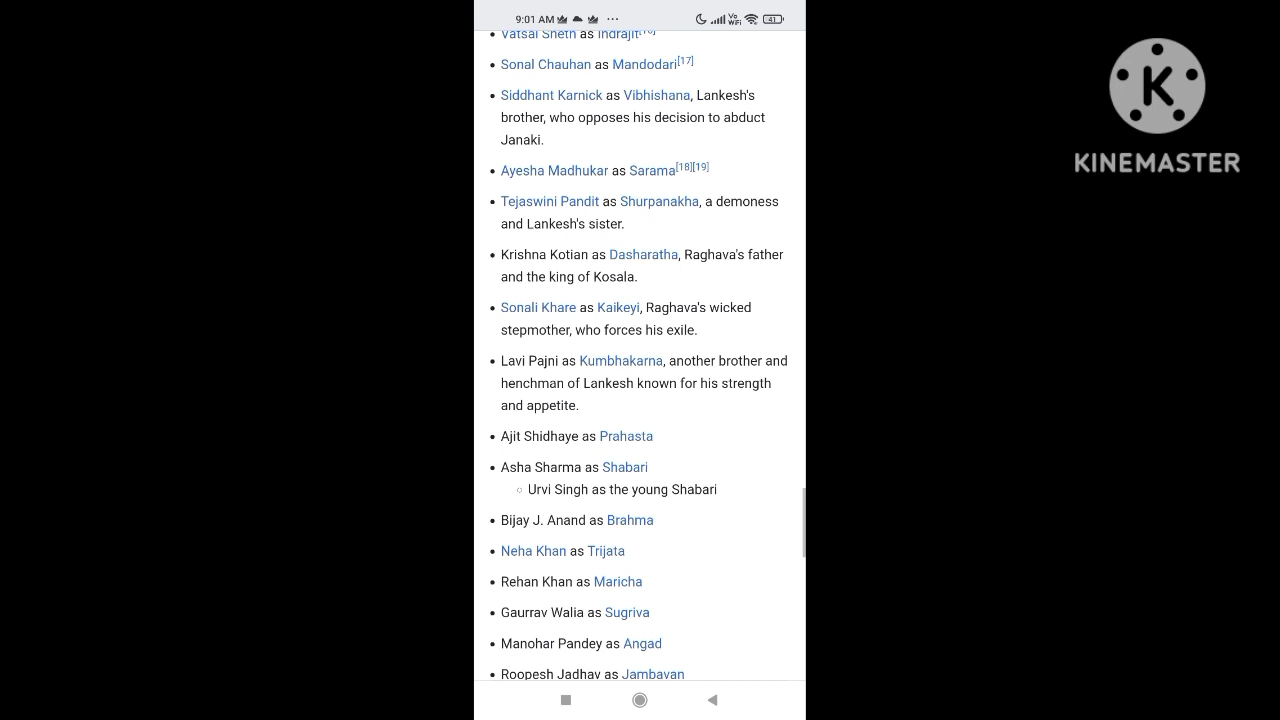 9:01 AM ... Vo WiFi 41
Vatsal Sheth as Indrajit[16]
• Sonal Chauhan as Mandodari[17]
• Siddhant Karnick as Vibhishana, Lankesh's
brother, who opposes his decision to abduct
Janaki.
• Ayesha Madhukar as Sarama[18][19]
• Tejaswini Pandit as Shurpanakha, a demoness
and Lankesh's sister.
• Krishna Kotian as Dasharatha, Raghava's father
and the king of Kosala.
• Sonali Khare as Kaikeyi, Raghava's wicked
stepmother, who forces his exile.
• Lavi Pajni as Kumbhakarna, another brother and
henchman of Lankesh known for his strength
and appetite.
• Ajit Shidhaye as Prahasta
• Asha Sharma as Shabari
Urvi Singh as the young Shabari
• Bijay J. Anand as Brahma
• Neha Khan as Trijata
• Rehan Khan as Maricha
• Gaurrav Walia as Sugriva
• Manohar Pandey as Angad
• Roopesh Jadhav as Jambavan
K
KINEMASTER